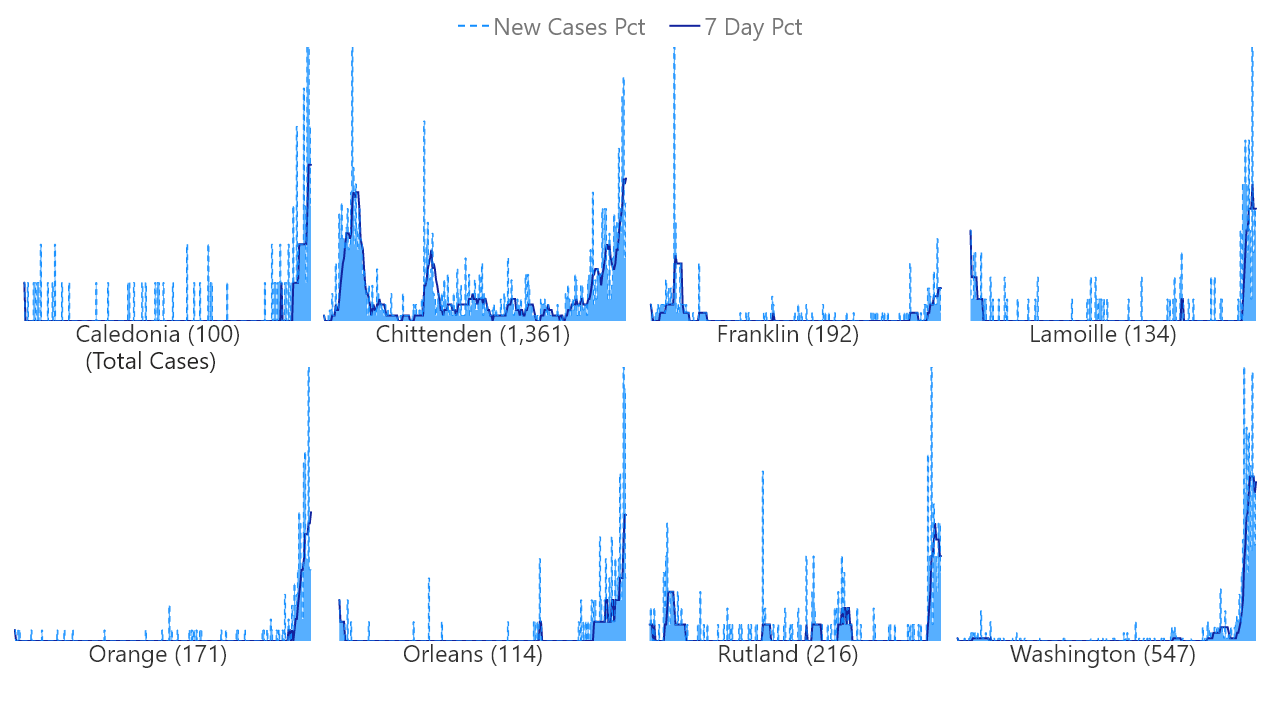 New Cases Pct 7 Day Pct
Caledonia (100) Chittenden (1,361) Franklin (192) Lamoille (134)
(Total Cases)
Orange (171) Orleans (114) Rutland (216) Washington (547)